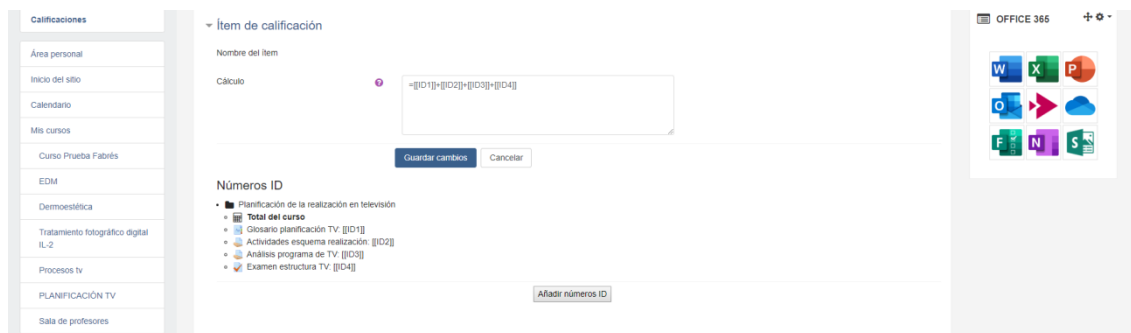 Calificaciones
Área personal
Inicio del sitio
Calendario
Mis cursos
Curso Prueba Fabrés
EDM
Dermoestética
Tratamiento fotográfico digital
IL-2
Procesos tv
PLANIFICACIÓN TV
Sala de profesores
Ítem de calificación
Nombre del ítem
Cálculo
=[[ID1]]+[[ID2]]+[[ID3]]+[[ID4]]
Guardar cambios Cancelar
Números ID
Planificación de la realización en televisión
Total del curso
Glosario planificación TV: [[ID1]]
Actividades esquema realización: [[ID2]]
Análisis programa de TV: [[ID3]]
Examen estructura TV: [[ID4]]
Añadir números ID
OFFICE 365
W X P
O
F N S